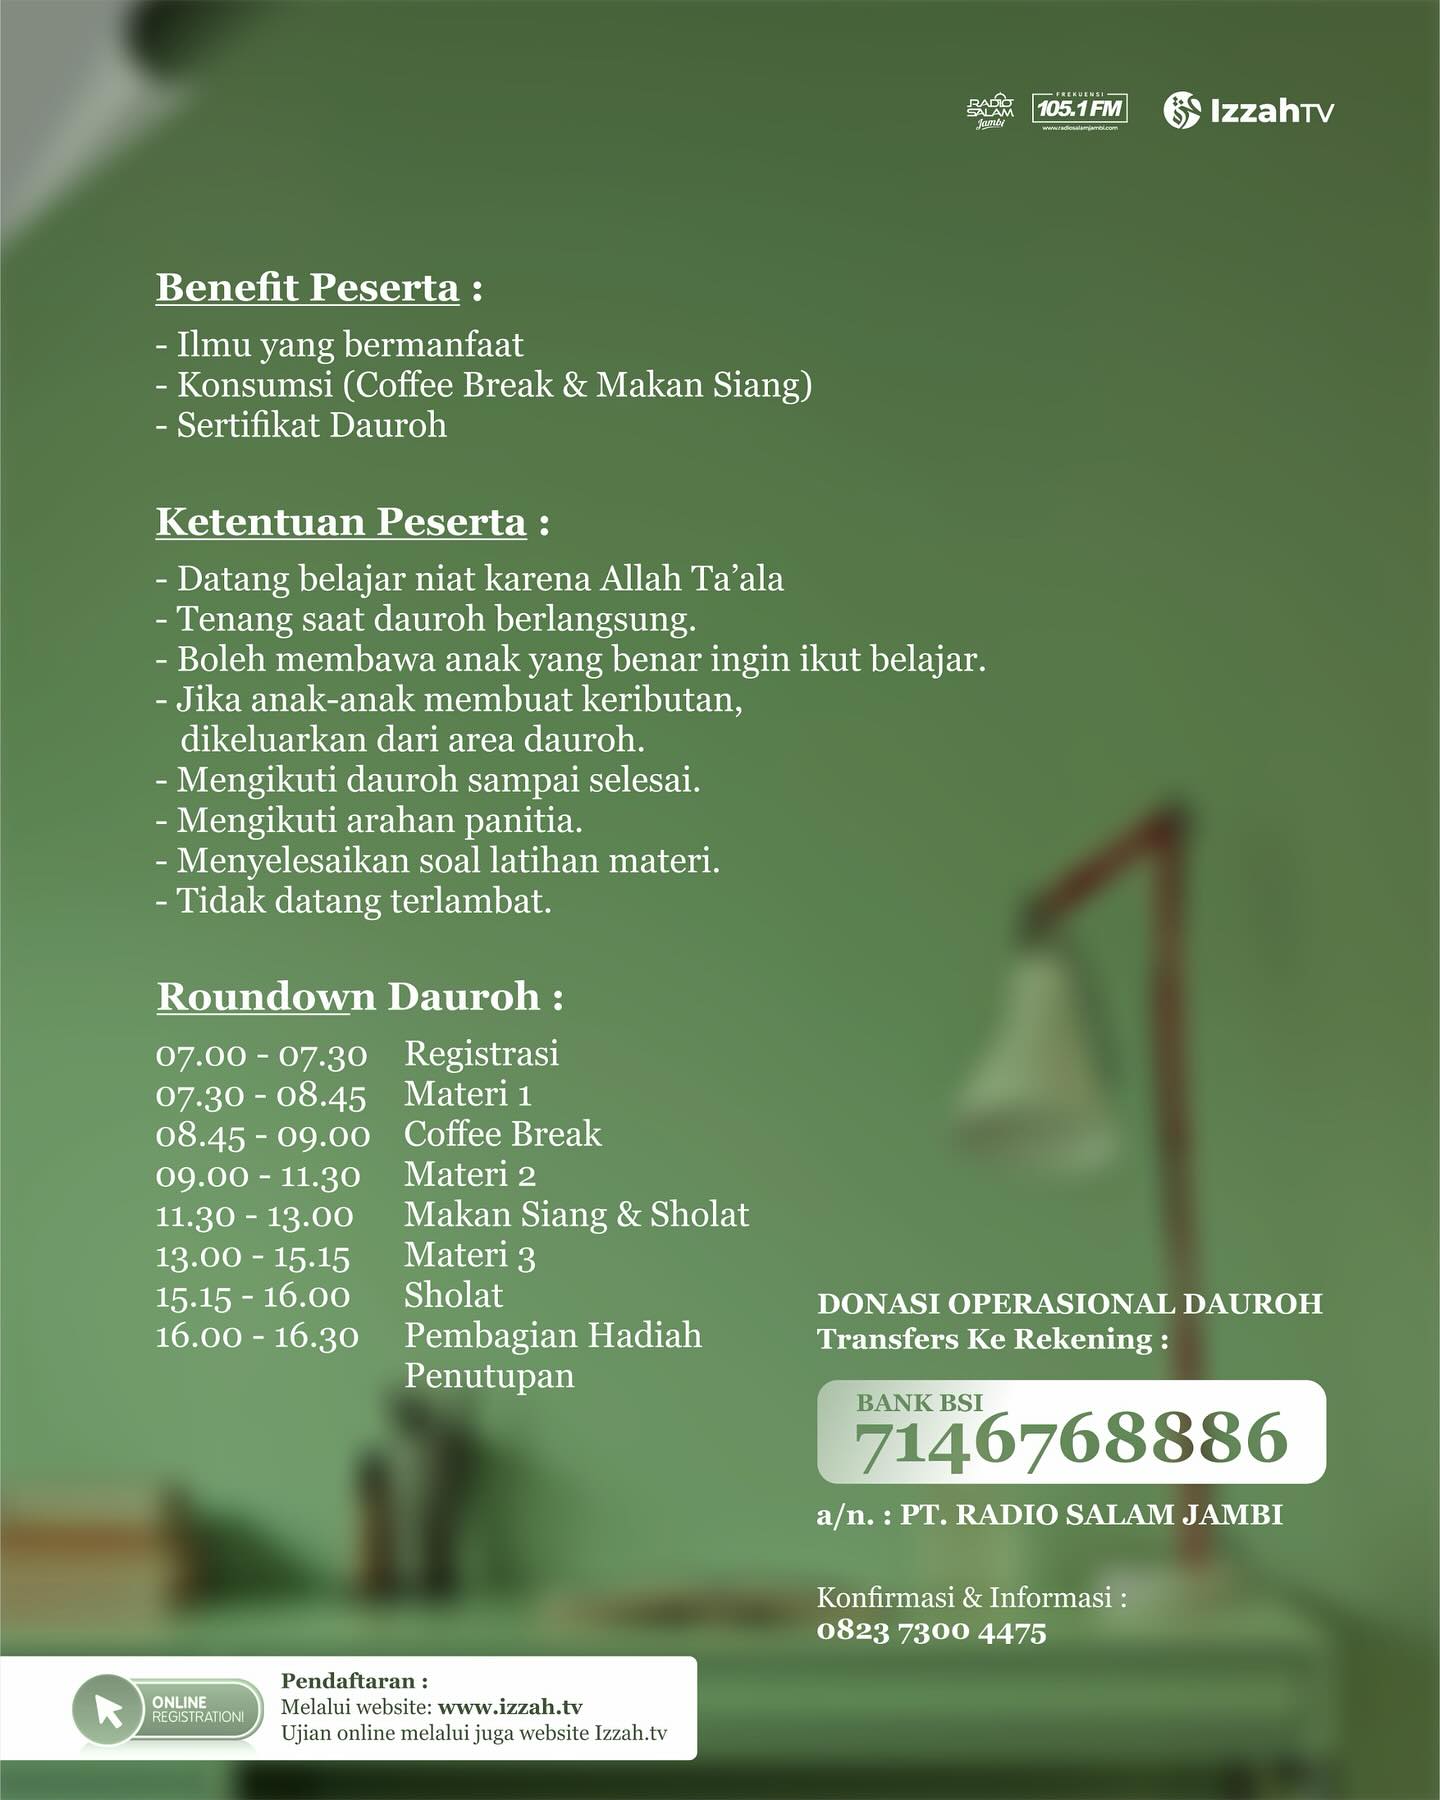 RADIO
SALAM
Jambi
FREKUENSI
105.1 FM
www.radiosalamjambi.com
IzzahTV
Benefit Peserta :
- Ilmu yang bermanfaat
- Konsumsi (Coffee Break & Makan Siang)
- Sertifikat Dauroh
Ketentuan Peserta :
- Datang belajar niat karena Allah Ta’ala
- Tenang saat dauroh berlangsung.
- Boleh membawa anak yang benar ingin ikut belajar.
- Jika anak-anak membuat keributan,
dikeluarkan dari area dauroh.
- Mengikuti dauroh sampai selesai.
- Mengikuti arahan panitia.
- Menyelesaikan soal latihan materi.
- Tidak datang terlambat.
Roundown Dauroh :
07.00 - 07.30 Registrasi
07.30 - 08.45 Materi 1
08.45 - 09.00 Coffee Break
09.00 - 11.30 Materi 2
11.30 - 13.00 Makan Siang & Sholat
13.00 - 15.15 Materi 3
15.15 - 16.00 Sholat
16.00 - 16.30 Pembagian Hadiah
Penutupan
DONASI OPERASIONAL DAUROH
Transfers Ke Rekening :
BANK BSI
7146768886
a/n. : PT. RADIO SALAM JAMBI
Konfirmasi & Informasi :
0823 7300 4475
ONLINE
REGISTRATION!
Pendaftaran :
Melalui website: www.izzah.tv
Ujian online melalui juga website Izzah.tv